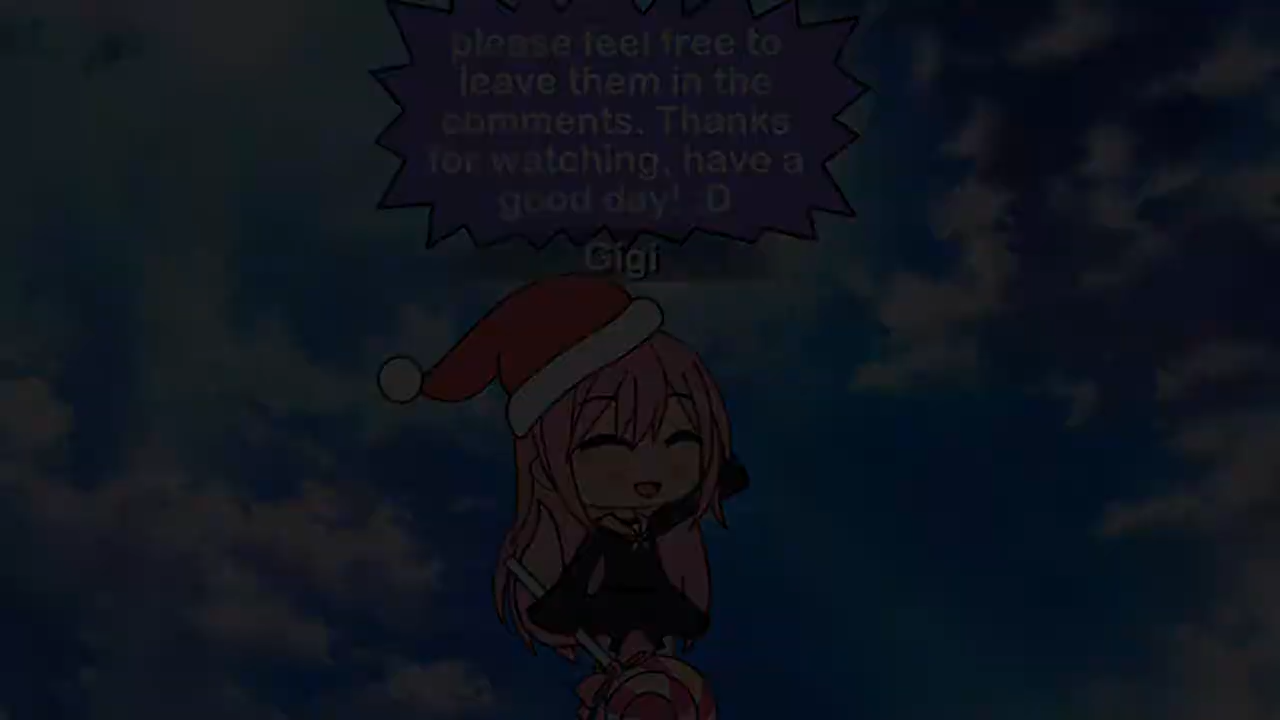 please feel free to
leave them in the
comments. Thanks
for watching, have a
good day! :D
Gigi